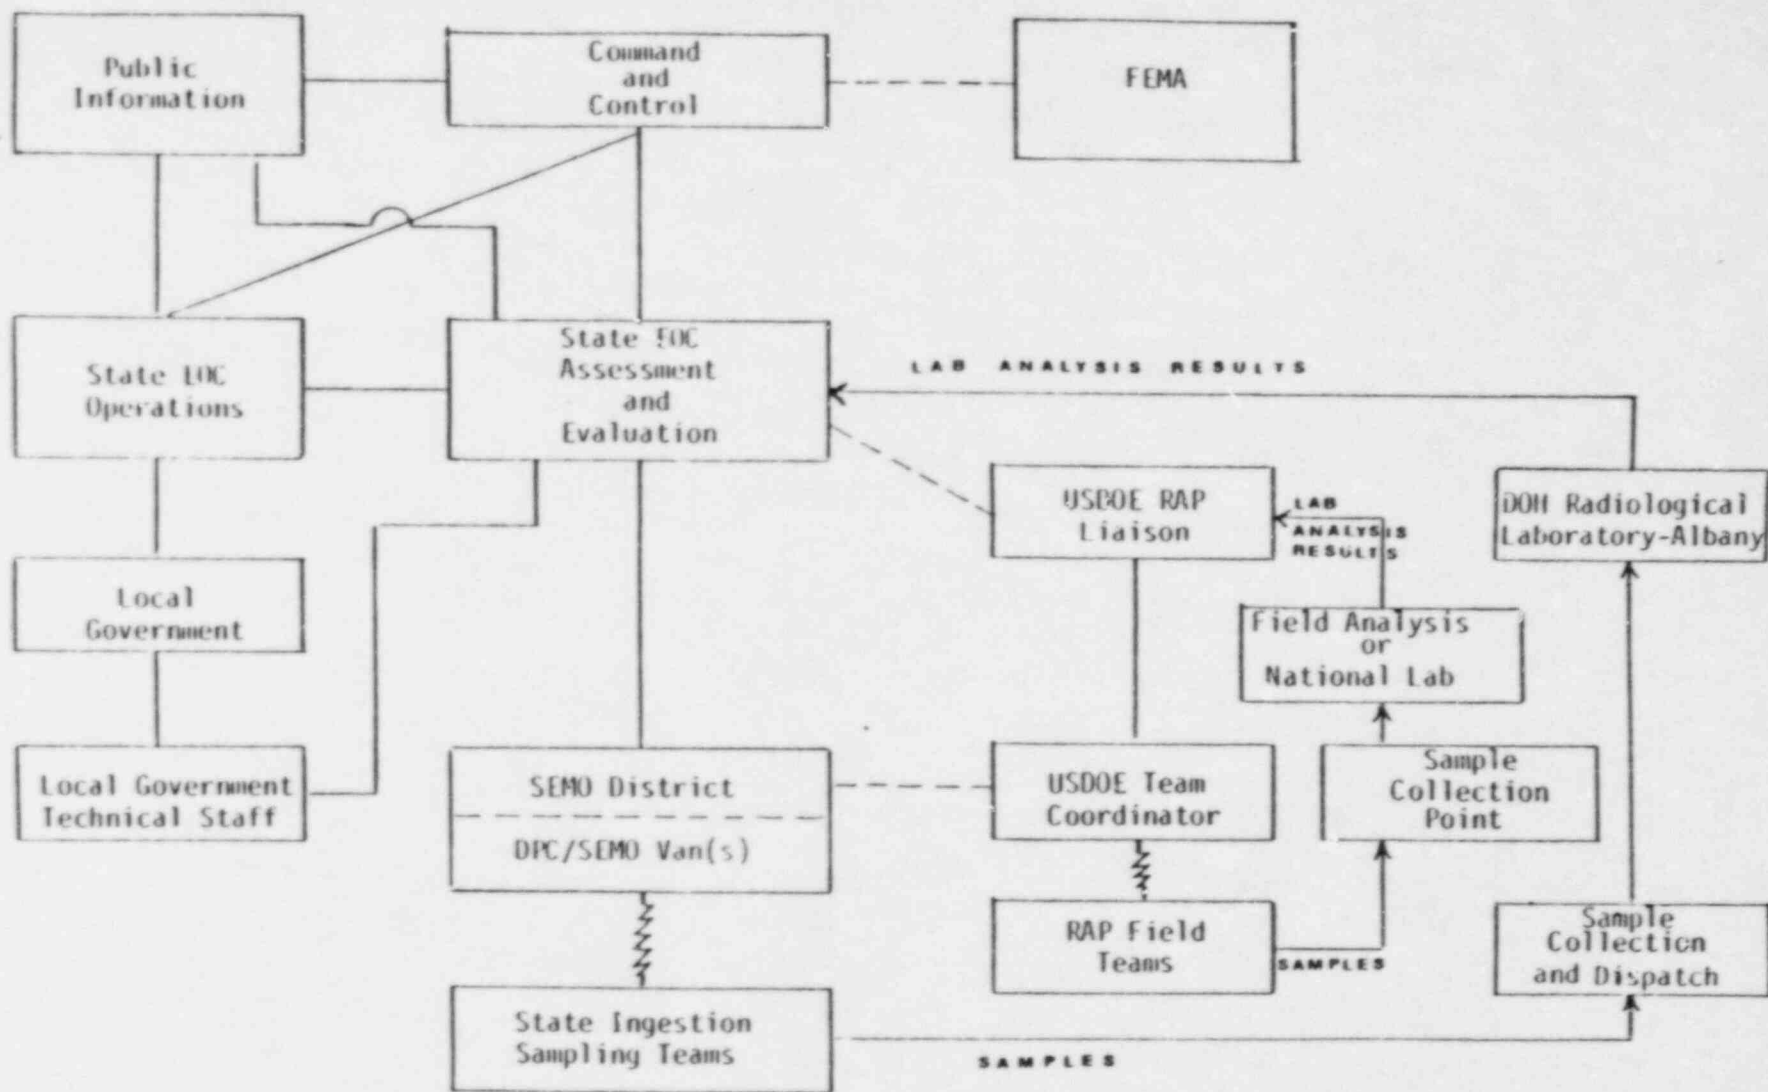 Public
Information
Command
and
Control
FEMA
State EOC
Operations
State EOC
Assessment
and
Evaluation
LAB ANALYSIS RESULTS
USDOE RAP
Liaison
LAB
ANALYSIS
RESULTS
DOH Radiological
Laboratory-Albany
Local
Government
Field Analysis
or
National Lab
Local Government
Technical Staff
SEMO District
DPC/SEMO Van(s)
USDOE Team
Coordinator
Sample
Collection
Point
RAP Field
Teams
SAMPLES
Sample
Collection
and Dispatch
State Ingestion
Sampling Teams
SAMPLES